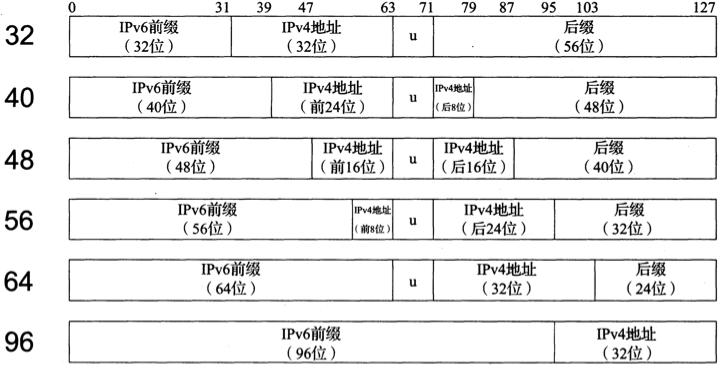 0 31 39 47 63 71 79 87 95 103 127
32 IPv6前缀 IPv4地址 u 后缀
（32位） （32位） （56位）
40 IPv6前缀 IPv4地址 u IPv4地址 后缀
（40位） （前24位） （后8位） （48位）
48 IPv6前缀 IPv4地址 u IPv4地址 后缀
（48位） （前16位） （后16位） （40位）
56 IPv6前缀 IPv4地址 u IPv4地址 后缀
（56位） （前8位） （后24位） （32位）
64 IPv6前缀 u IPv4地址 后缀
（64位） （32位） （24位）
96 IPv6前缀 IPv4地址
（96位） （32位）